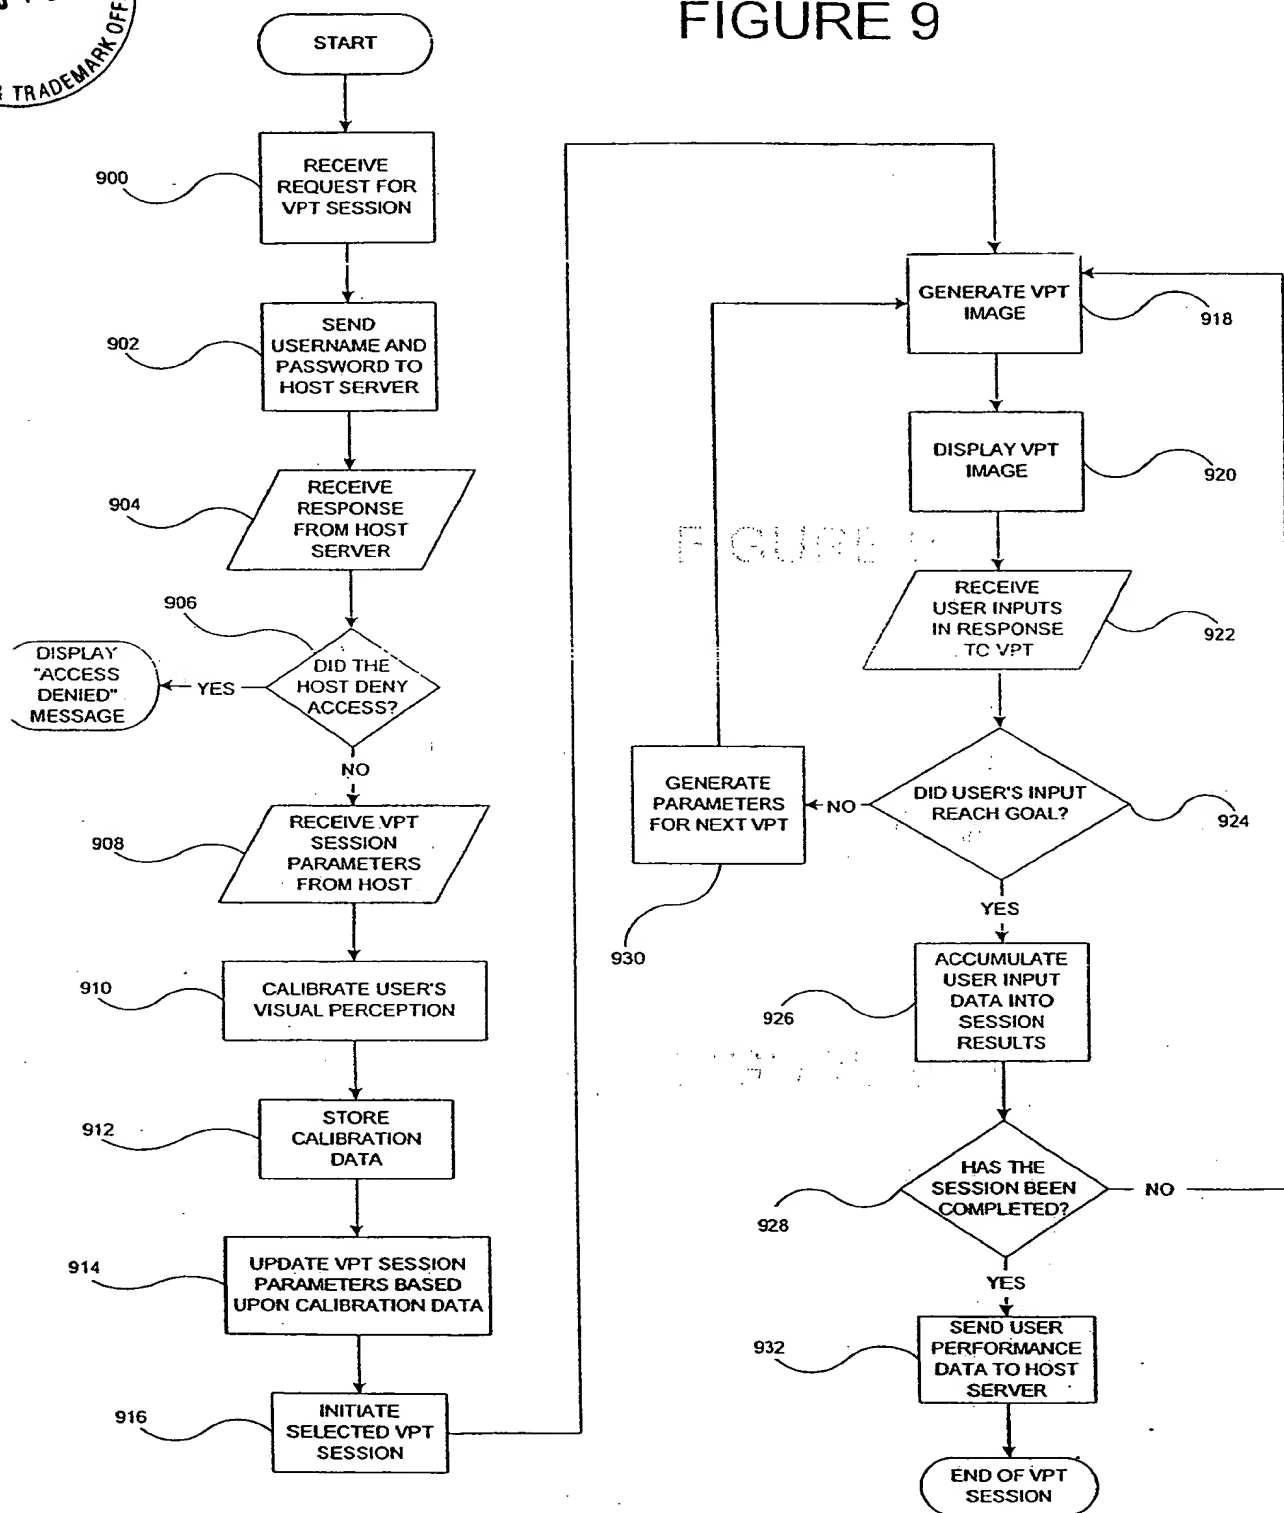 FIGURE 9
TRADEMARK OFF
START
900
RECEIVE
REQUEST FOR
VPT SESSION
902
SEND
USERNAME AND
PASSWORD TO
HOST SERVER
904
RECEIVE
RESPONSE
FROM HOST
SERVER
906
DID THE
HOST DENY
ACCESS?
YES
DISPLAY
"ACCESS
DENIED"
MESSAGE
NO
908
RECEIVE VPT
SESSION
PARAMETERS
FROM HOST
910
CALIBRATE USER'S
VISUAL PERCEPTION
912
STORE
CALIBRATION
DATA
914
UPDATE VPT SESSION
PARAMETERS BASED
UPON CALIBRATION DATA
916
INITIATE
SELECTED VPT
SESSION
GENERATE VPT
IMAGE
918
DISPLAY VPT
IMAGE
920
FIGURE
RECEIVE
USER INPUTS
IN RESPONSE
TC VPT
922
DID USER'S INPUT
REACH GOAL?
924
NO
GENERATE
PARAMETERS
FOR NEXT VPT
930
YES
ACCUMULATE
USER INPUT
DATA INTO
SESSION
RESULTS
926
HAS THE
SESSION BEEN
COMPLETED?
928
NO
YES
SEND USER
PERFORMANCE
DATA TO HOST
SERVER
932
END OF VPT
SESSION